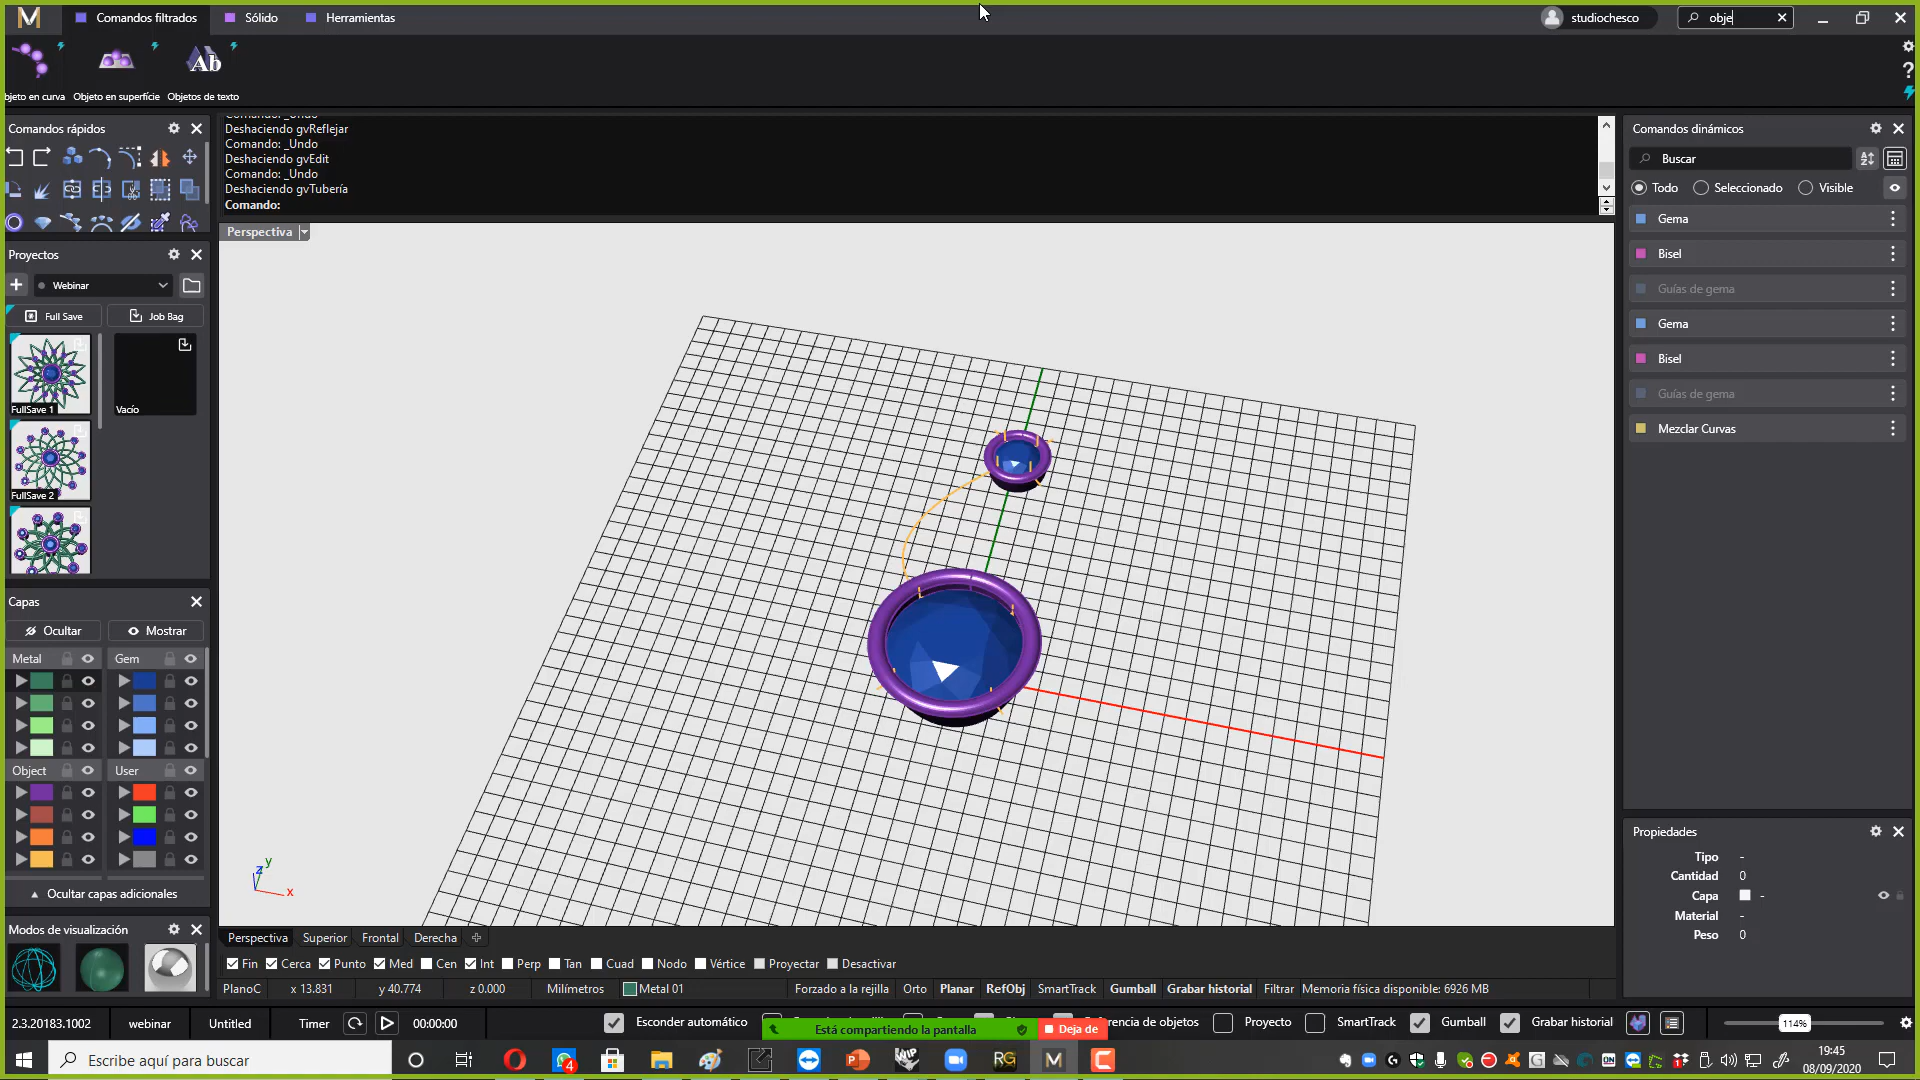 Comandos filtrados
Sólido
Herramientas
studiochesco
obje
bjeto en curva
Objeto en superfície
Objetos de texto
Ab
?
Comandos rápidos
Deshaciendo gvReflejar
Comando: _Undo
Deshaciendo gvEdit
Comando: _Undo
Deshaciendo gvTubería
Comando:
Perspectiva
Proyectos
Webinar
Full Save
Job Bag
FullSave 1
Vacío
FullSave 2
Capas
Ocultar
Mostrar
Metal
Gem
Object
User
Ocultar capas adicionales
Modos de visualización
Comandos dinámicos
Buscar
Todo
Seleccionado
Visible
Gema
Bisel
Guías de gema
Gema
Bisel
Guías de gema
Mezclar Curvas
Propiedades
Tipo -
Cantidad 0
Capa -
Material -
Peso 0
z
y
x
Perspectiva
Superior
Frontal
Derecha
Fin Cerca Punto Med Cen Int Perp Tan Cuad Nodo Vértice Proyectar Desactivar
PlanoC x 13.831 y 40.774 z 0.000 Milímetros Metal 01 Forzado a la rejilla Orto Planar RefObj SmartTrack Gumball Grabar historial Filtrar Memoria física disponible: 6926 MB
2.3.20183.1002 webinar Untitled Timer 00:00:00 Esconder automático
Está compartiendo la pantalla
Deja de
erencia de objetos Proyecto SmartTrack Gumball Grabar historial 114%
Escribe aquí para buscar
4
RG
19:45
08/09/2020